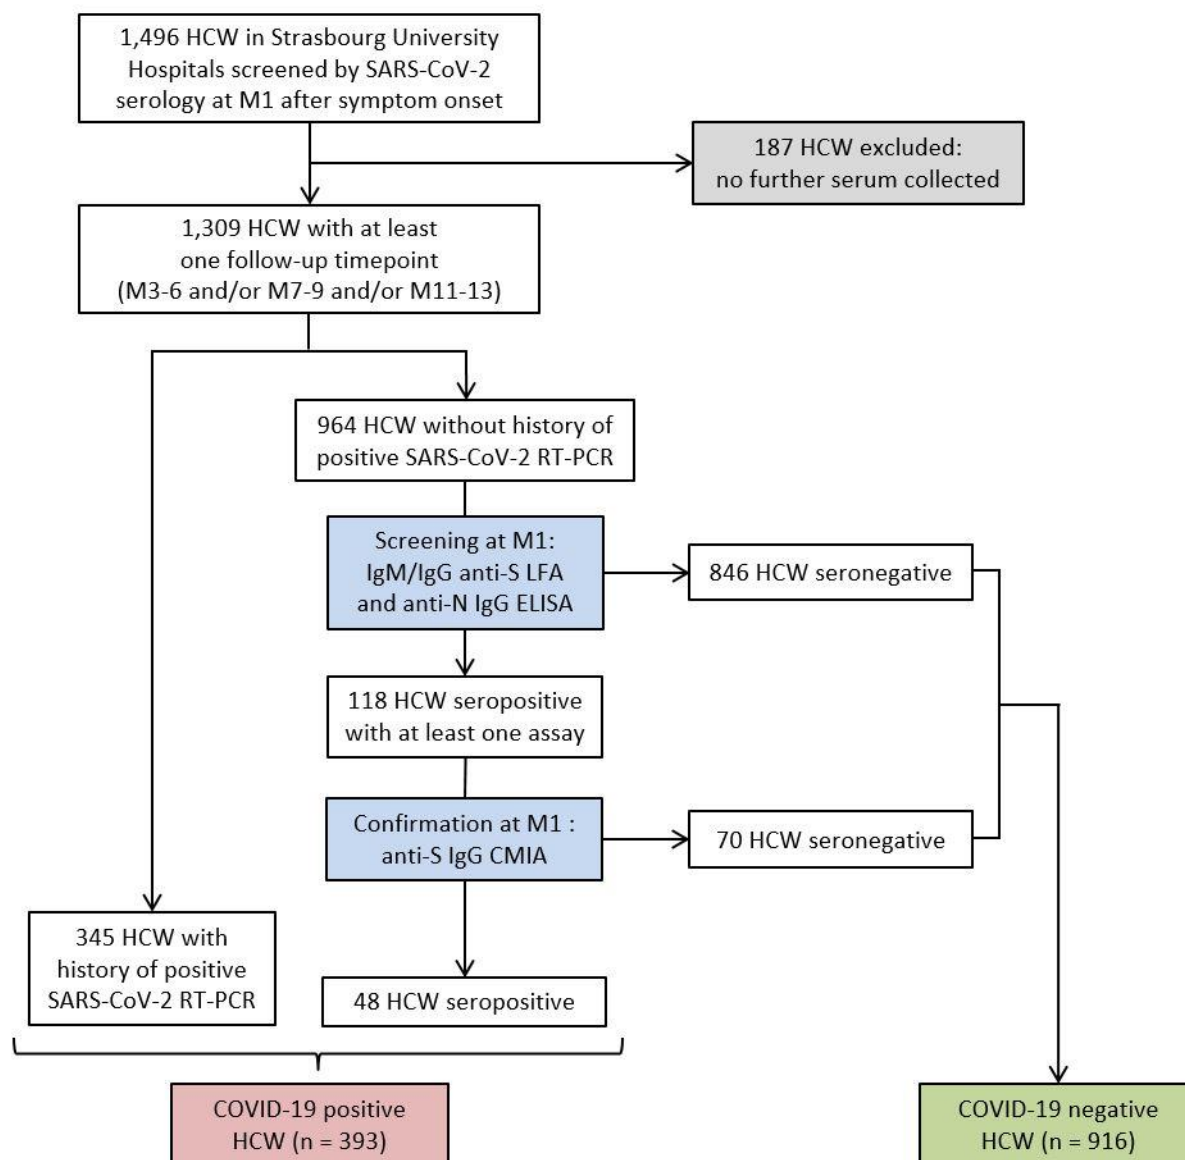 1,496 HCW in Strasbourg University
Hospitals screened by SARS-CoV-2
serology at M1 after symptom onset
187 HCW excluded:
no further serum collected
1,309 HCW with at least
one follow-up timepoint
(M3-6 and/or M7-9 and/or M11-13)
964 HCW without history of
positive SARS-CoV-2 RT-PCR
Screening at M1:
IgM/IgG anti-S LFA
and anti-N IgG ELISA
846 HCW seronegative
118 HCW seropositive
with at least one assay
Confirmation at M1 :
anti-S IgG CMIA
70 HCW seronegative
345 HCW with
history of positive
SARS-CoV-2 RT-PCR
48 HCW seropositive
COVID-19 positive
HCW (n = 393)
COVID-19 negative
HCW (n = 916)